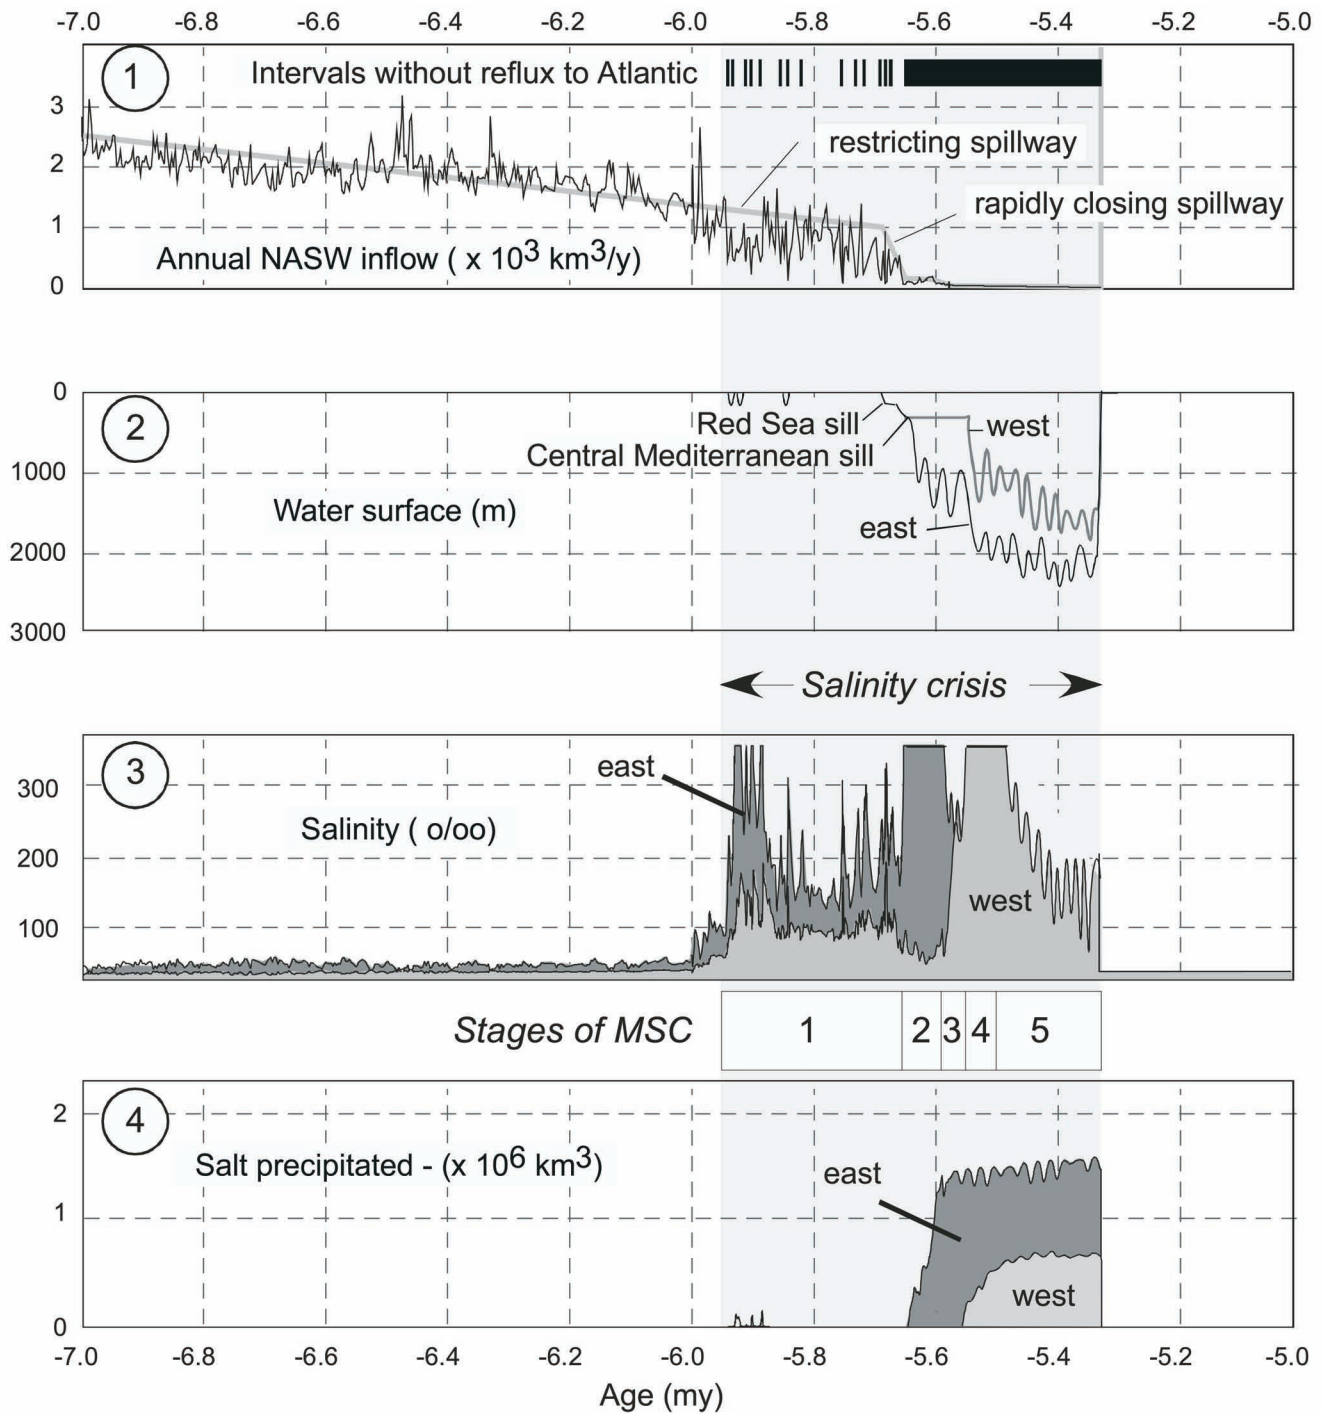 -7.0 -6.8 -6.6 -6.4 -6.2 -6.0 -5.8 -5.6 -5.4 -5.2 -5.0
1
Intervals without reflux to Atlantic
3
restricting spillway
2
rapidly closing spillway
1
Annual NASW inflow ( x 10³ km³/y)
0
0
2
Red Sea sill
west
Central Mediterranean sill
1000
Water surface (m)
east
2000
3000
Salinity crisis
3
east
300
Salinity ( o/oo)
200
west
100
Stages of MSC
1 2 3 4 5
4
2
Salt precipitated - (x 10⁶ km³)
east
1
west
0
-7.0 -6.8 -6.6 -6.4 -6.2 -6.0 -5.8 -5.6 -5.4 -5.2 -5.0
Age (my)